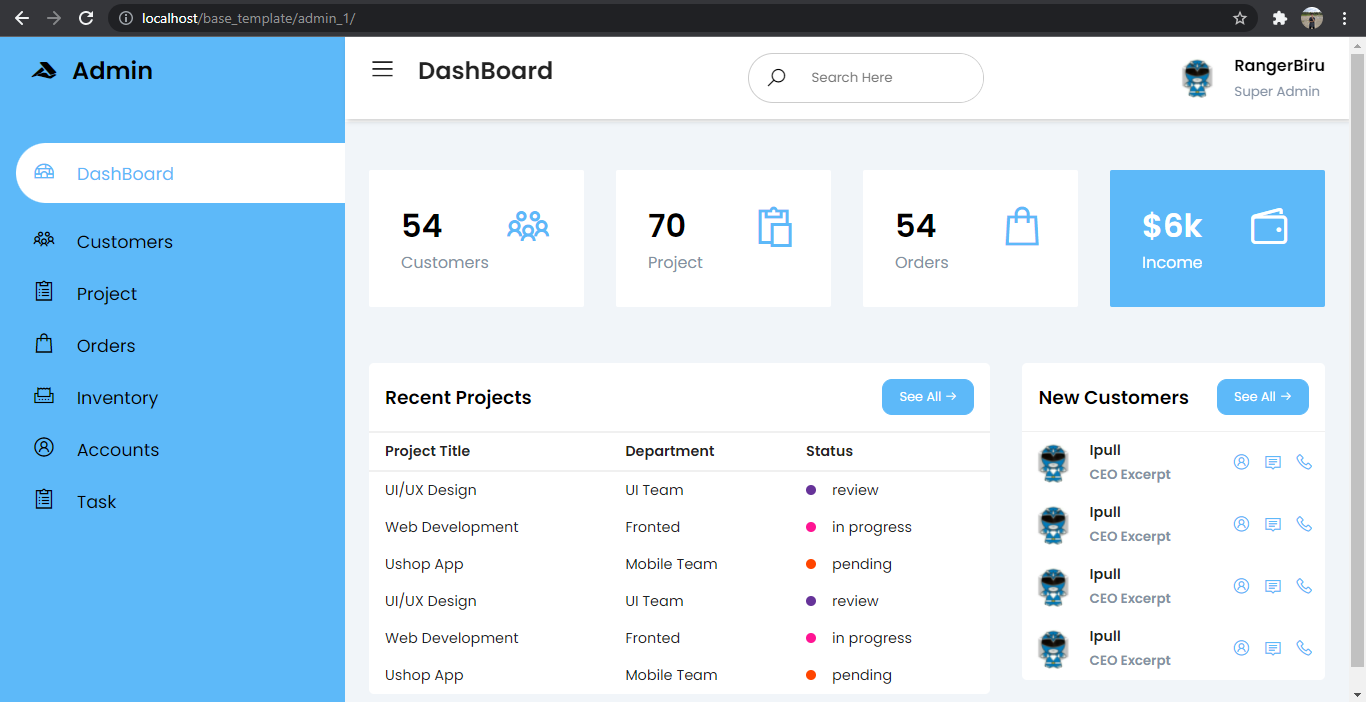 localhost/base_template/admin_1/
Admin
DashBoard
Search Here
RangerBiru
Super Admin
DashBoard
Customers
Project
Orders
Inventory
Accounts
Task
54
Customers
70
Project
54
Orders
$6k
Income
Recent Projects
See All →
Project Title Department Status
UI/UX Design UI Team review
Web Development Fronted in progress
Ushop App Mobile Team pending
UI/UX Design UI Team review
Web Development Fronted in progress
Ushop App Mobile Team pending
New Customers
See All →
Ipull
CEO Excerpt
Ipull
CEO Excerpt
Ipull
CEO Excerpt
Ipull
CEO Excerpt